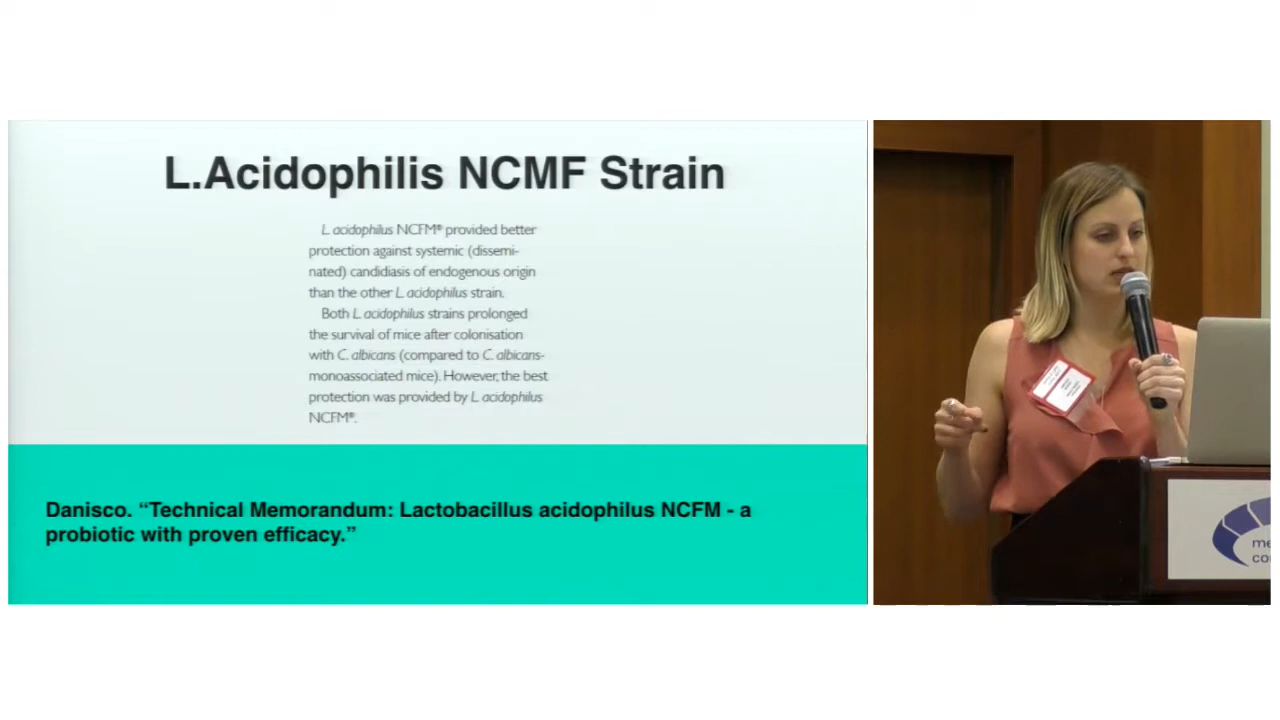 L.Acidophilis NCMF Strain
L. acidophilus NCFM® provided better
protection against systemic (dissemi-
nated) candidiasis of endogenous origin
than the other L. acidophilus strain.
Both L. acidophilus strains prolonged
the survival of mice after colonisation
with C. albicans (compared to C. albicans-
monoassociated mice). However, the best
protection was provided by L. acidophilus
NCFM®.
Danisco. “Technical Memorandum: Lactobacillus acidophilus NCFM - a
probiotic with proven efficacy.”
me
co